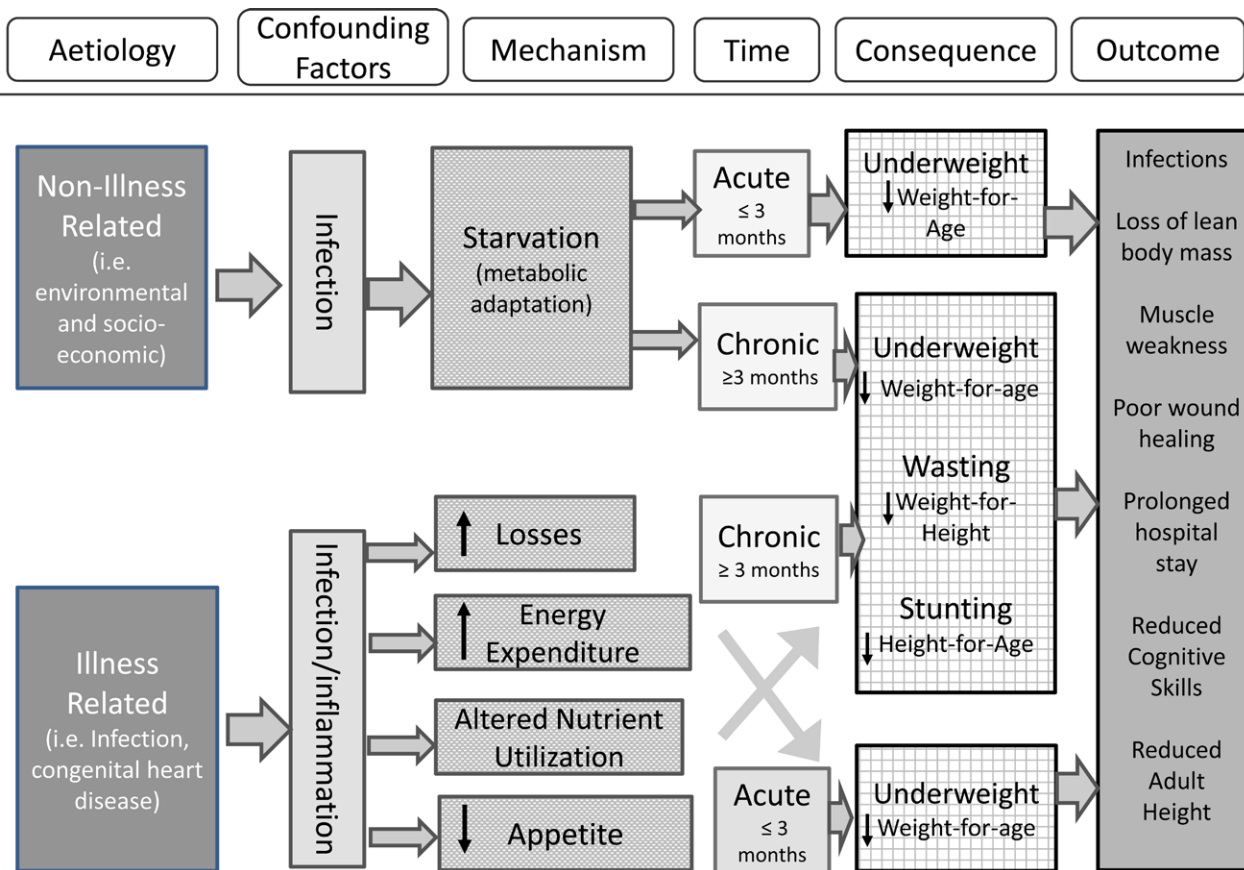 Aetiology
Confounding
Factors
Mechanism
Time
Consequence
Outcome
Non-Illness
Related
(i.e.
environmental
and socio-
economic)
Infection
Starvation
(metabolic
adaptation)
Acute
≤ 3
months
Underweight
Weight-for-
Age
Chronic
≥3 months
Underweight
Weight-for-age
Wasting
Weight-for-
Height
Stunting
Height-for-Age
Illness
Related
(i.e. Infection,
congenital heart
disease)
Infection/inflammation
Losses
Energy
Expenditure
Altered Nutrient
Utilization
Appetite
Chronic
≥ 3 months
Acute
≤ 3
months
Underweight
Weight-for-age
Infections
Loss of lean
body mass
Muscle
weakness
Poor wound
healing
Prolonged
hospital
stay
Reduced
Cognitive
Skills
Reduced
Adult
Height